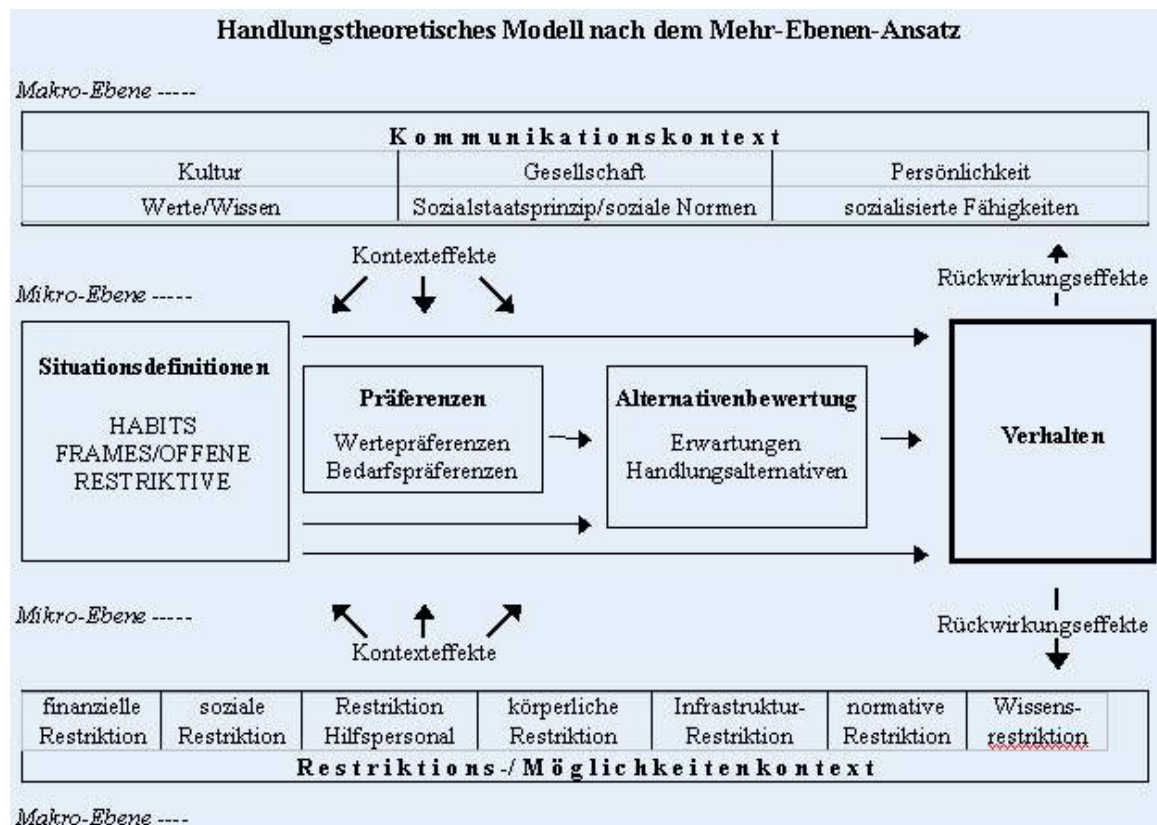 Handlungstheoretisches Modell nach dem Mehr-Ebenen-Ansatz
Makro-Ebene -----
Kommunikationskontext
Kultur Gesellschaft Persönlichkeit
Werte/Wissen Sozialstaatsprinzip/soziale Normen sozialisierte Fähigkeiten
Kontexteffekte
Rückwirkungseffekte
Mikro-Ebene -----
Situationsdefinitionen
HABITS
FRAMES/OFFENE
RESTRIKTIVE
Präferenzen
Wertepräferenzen
Bedarfspräferenzen
Alternativenbewertung
Erwartungen
Handlungsalternativen
Verhalten
Mikro-Ebene -----
Kontexteffekte
Rückwirkungseffekte
finanzielle soziale Restriktion körperliche Infrastruktur- normative Wissens-
Restriktion Restriktion Hilfspersonal Restriktion Restriktion Restriktion restriktion
Restriktions-/Möglichkeitenkontext
Makro-Ebene ----